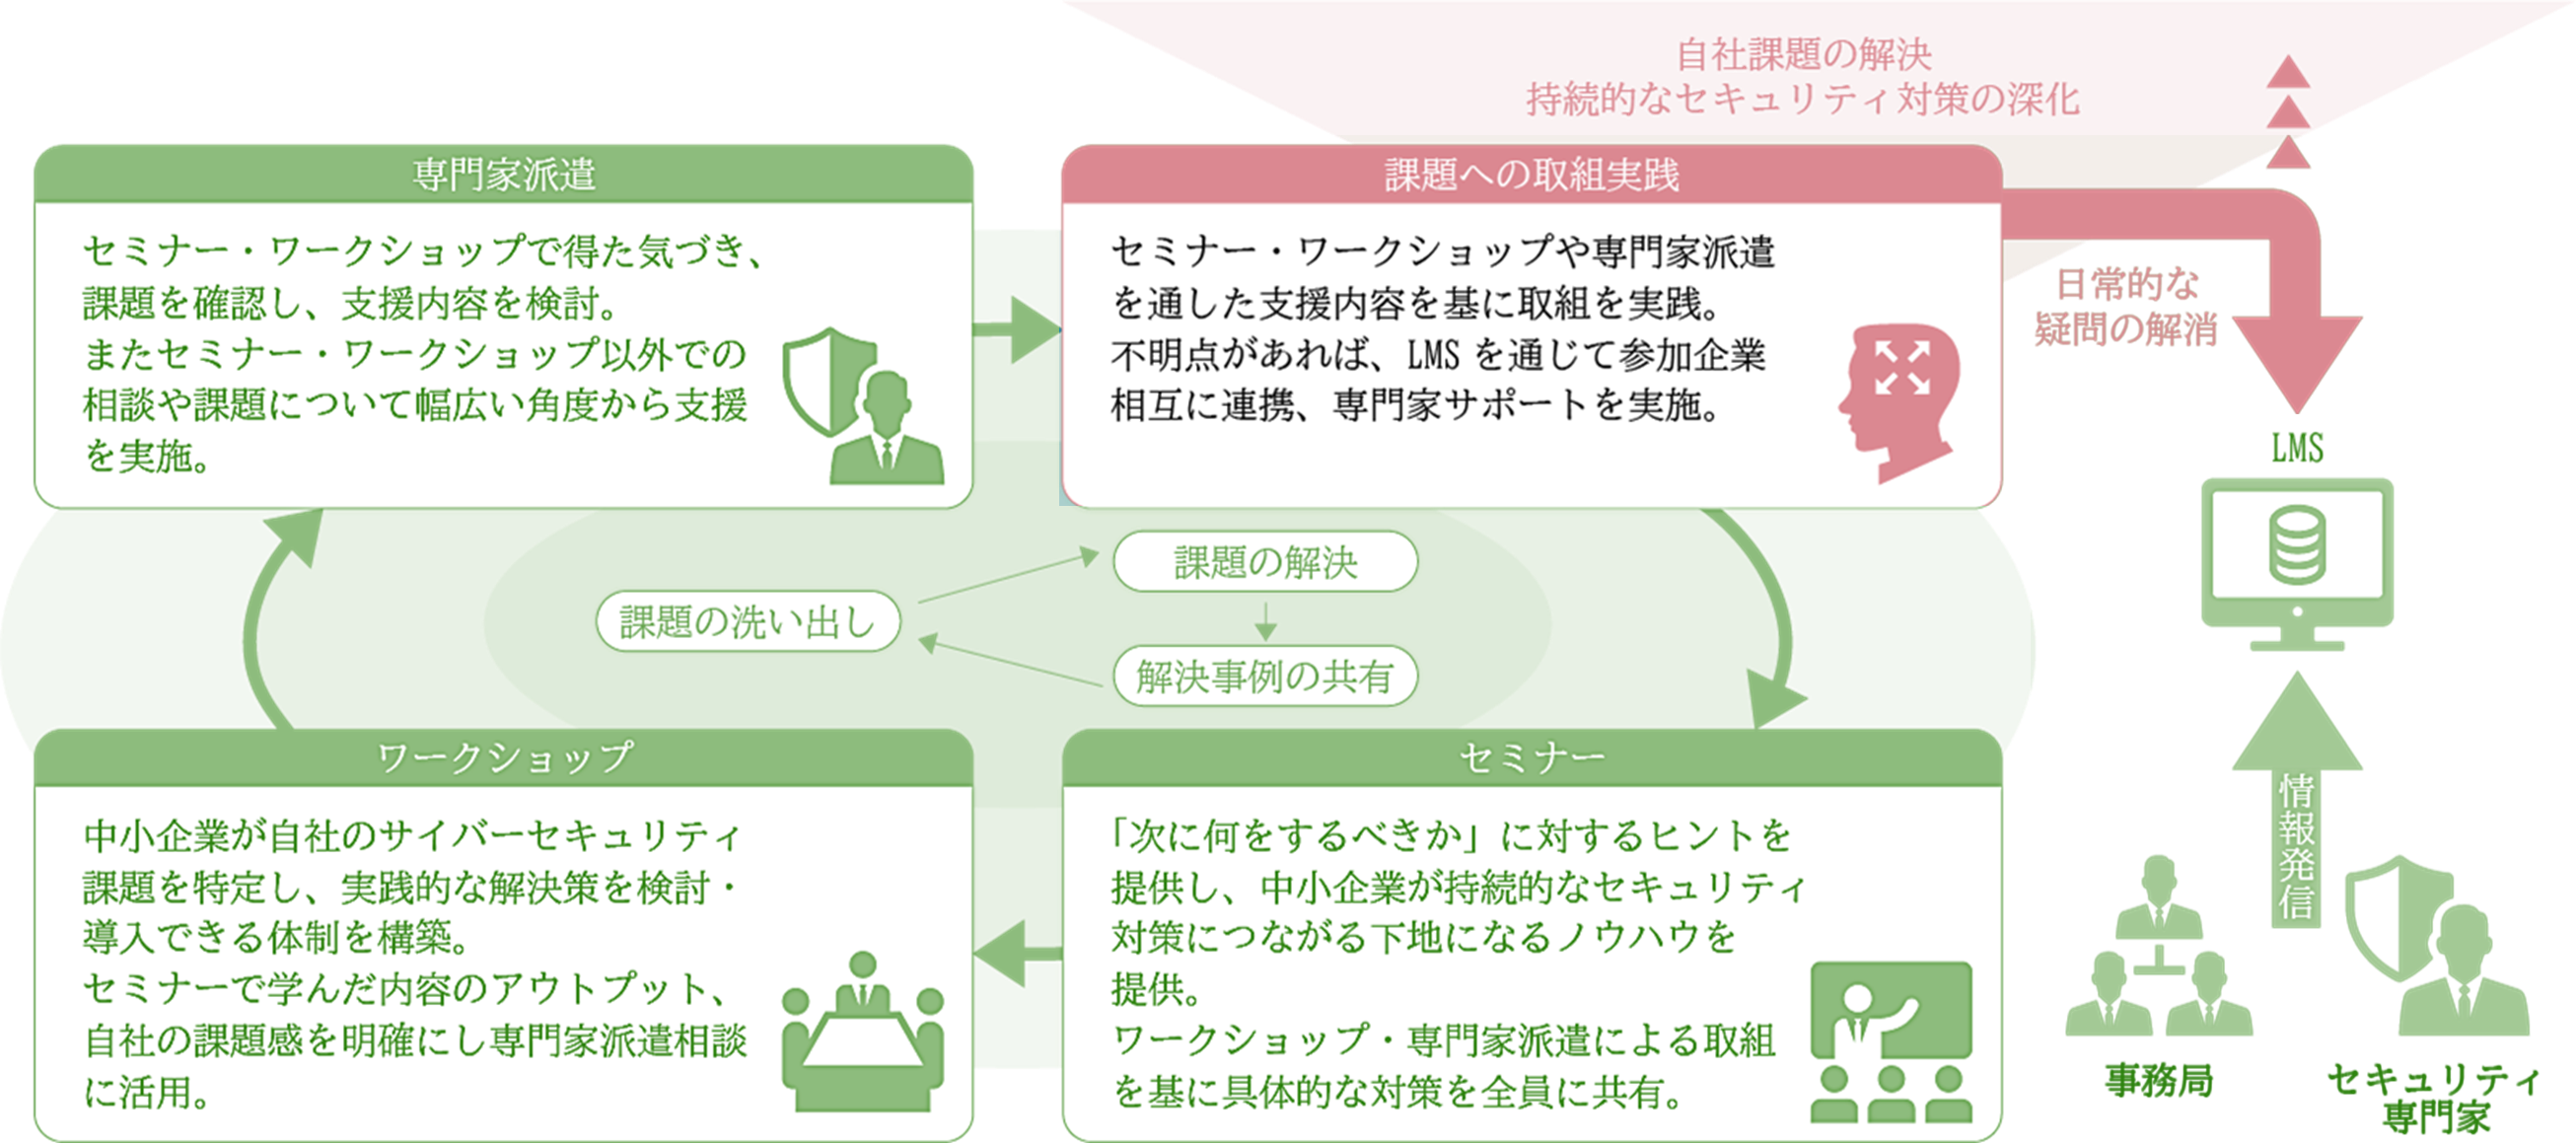 自社課題の解決
持続的なセキュリティ対策の深化
専門家派遣
セミナー・ワークショップで得た気づき、
課題を確認し、支援内容を検討。
またセミナー・ワークショップ以外での
相談や課題について幅広い角度から支援
を実施。
課題への取組実践
セミナー・ワークショップや専門家派遣
を通した支援内容を基に取組を実践。
不明点があれば、LMS を通じて参加企業
相互に連携、専門家サポートを実施。
日常的な
疑問の解消
LMS
課題の解決
課題の洗い出し
解決事例の共有
ワークショップ
中小企業が自社のサイバーセキュリティ
課題を特定し、実践的な解決策を検討・
導入できる体制を構築。
セミナーで学んだ内容のアウトプット、
自社の課題感を明確にし専門家派遣相談
に活用。
セミナー
「次に何をするべきか」に対するヒントを
提供し、中小企業が持続的なセキュリティ
対策につながる下地になるノウハウを
提供。
ワークショップ・専門家派遣による取組
を基に具体的な対策を全員に共有。
情報発信
事務局
セキュリティ
専門家